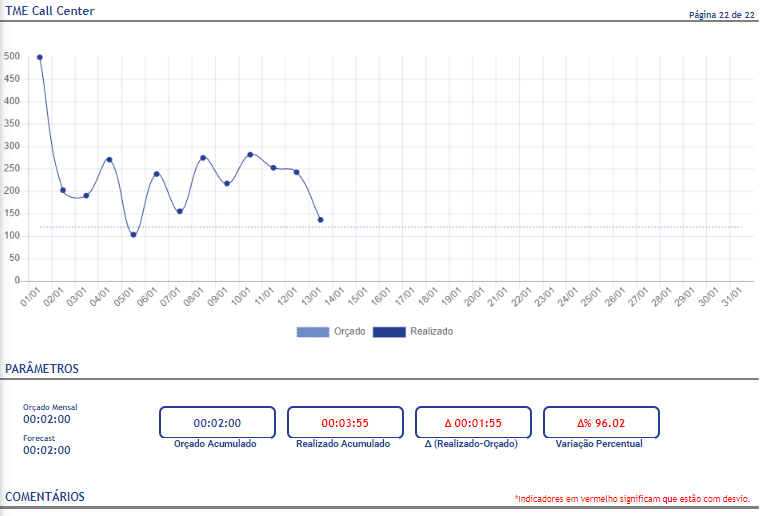 TME Call Center
Página 22 de 22
500
450
400
350
300
250
200
150
100
50
0
01/01 02/01 03/01 04/01 05/01 06/01 07/01 08/01 09/01 10/01 11/01 12/01 13/01 14/01 15/01 16/01 17/01 18/01 19/01 20/01 21/01 22/01 23/01 24/01 25/01 26/01 27/01 28/01 29/01 30/01 31/01
Orçado Realizado
PARÂMETROS
Orçado Mensal
00:02:00
Forecast
00:02:00
00:02:00
Orçado Acumulado
00:03:55
Realizado Acumulado
Δ 00:01:55
Δ (Realizado-Orçado)
Δ% 96.02
Variação Percentual
COMENTÁRIOS
*Indicadores em vermelho significam que estão com desvio.